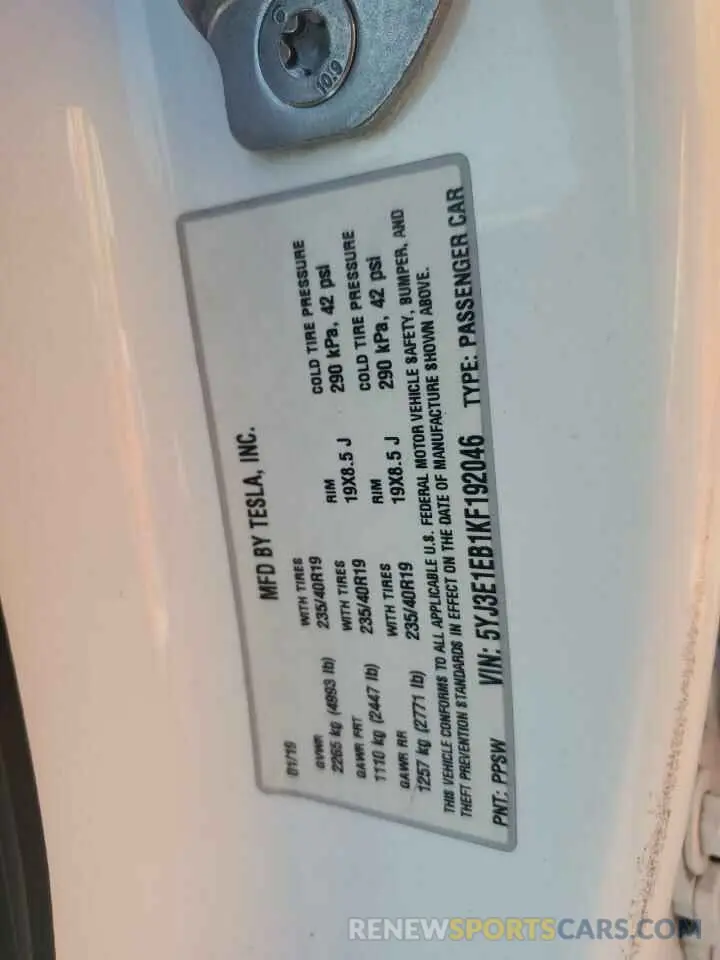 10.9
MFD BY TESLA, INC.
01/19
GVWR WITH TIRES RIM COLD TIRE PRESSURE
2265 kg (4993 lb) 235/40R19 19X8.5 J 290 kPa, 42 psi
GAWR FRT WITH TIRES RIM COLD TIRE PRESSURE
1110 kg (2447 lb) 235/40R19 19X8.5 J 290 kPa, 42 psi
GAWR RR WITH TIRES
1257 kg (2771 lb) 235/40R19
THIS VEHICLE CONFORMS TO ALL APPLICABLE U.S. FEDERAL MOTOR VEHICLE SAFETY, BUMPER, AND
THEFT PREVENTION STANDARDS IN EFFECT ON THE DATE OF MANUFACTURE SHOWN ABOVE.
PNT: PPSW VIN: 5YJ3E1EB1KF192046 TYPE: PASSENGER CAR
RENEWSPORTSCARS.COM